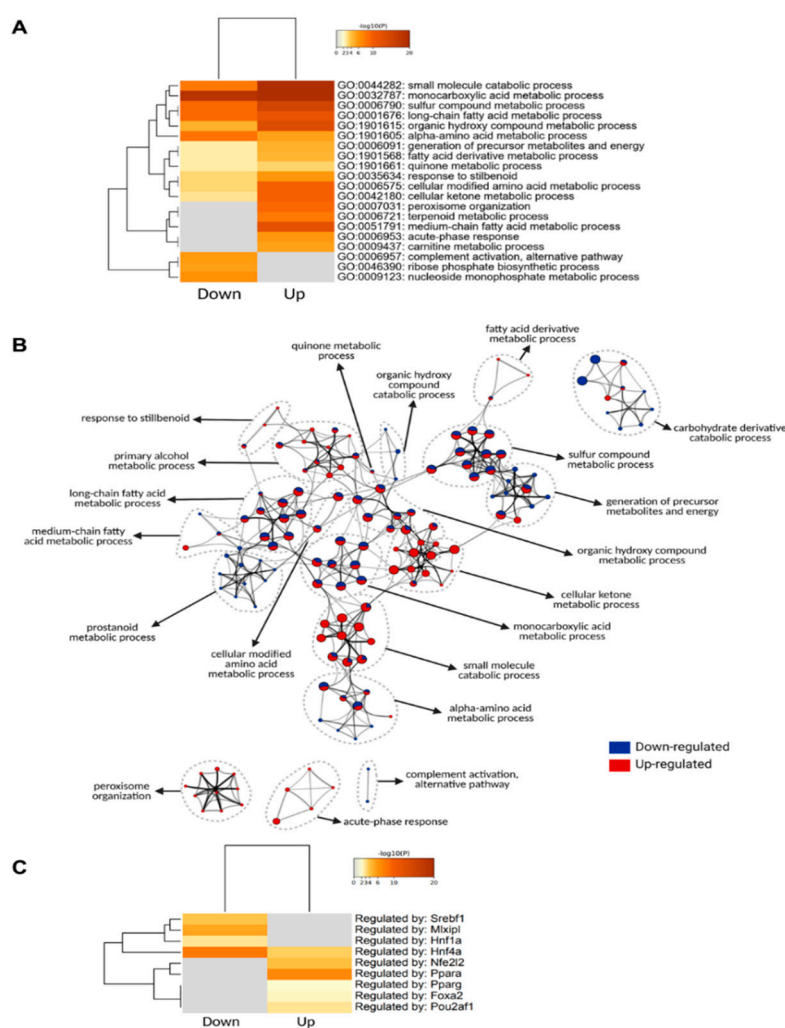 A
-log10(P)
0 2 3 4 6 10 20
GO:0044282: small molecule catabolic process
GO:0032787: monocarboxylic acid metabolic process
GO:0006790: sulfur compound metabolic process
GO:0001676: long-chain fatty acid metabolic process
GO:1901615: organic hydroxy compound metabolic process
GO:1901605: alpha-amino acid metabolic process
GO:0006091: generation of precursor metabolites and energy
GO:1901568: fatty acid derivative metabolic process
GO:1901661: quinone metabolic process
GO:0035634: response to stilbenoid
GO:0006575: cellular modified amino acid metabolic process
GO:0042180: cellular ketone metabolic process
GO:0007031: peroxisome organization
GO:0006721: terpenoid metabolic process
GO:0051791: medium-chain fatty acid metabolic process
GO:0006953: acute-phase response
GO:0009437: carnitine metabolic process
GO:0006957: complement activation, alternative pathway
GO:0046390: ribose phosphate biosynthetic process
GO:0009123: nucleoside monophosphate metabolic process
Down Up
B
fatty acid derivative
metabolic process
quinone metabolic
process
organic hydroxy
compound
catabolic process
response to stillbenoid
carbohydrate derivative
catabolic process
primary alcohol
metabolic process
sulfur compound
metabolic process
long-chain fatty acid
metabolic process
generation of precursor
metabolites and energy
medium-chain fatty
acid metabolic process
organic hydroxy compound
metabolic process
cellular ketone
metabolic process
prostanoid
metabolic process
monocarboxylic acid
metabolic process
cellular modified
amino acid
metabolic process
small molecule
catabolic process
alpha-amino acid
metabolic process
Down-regulated
Up-regulated
peroxisome
organization
complement activation,
alternative pathway
acute-phase response
C
-log10(P)
0 2 3 4 6 10 20
Regulated by: Srebf1
Regulated by: Mlxipl
Regulated by: Hnf1a
Regulated by: Hnf4a
Regulated by: Nfe2l2
Regulated by: Ppara
Regulated by: Pparg
Regulated by: Foxa2
Regulated by: Pou2af1
Down Up